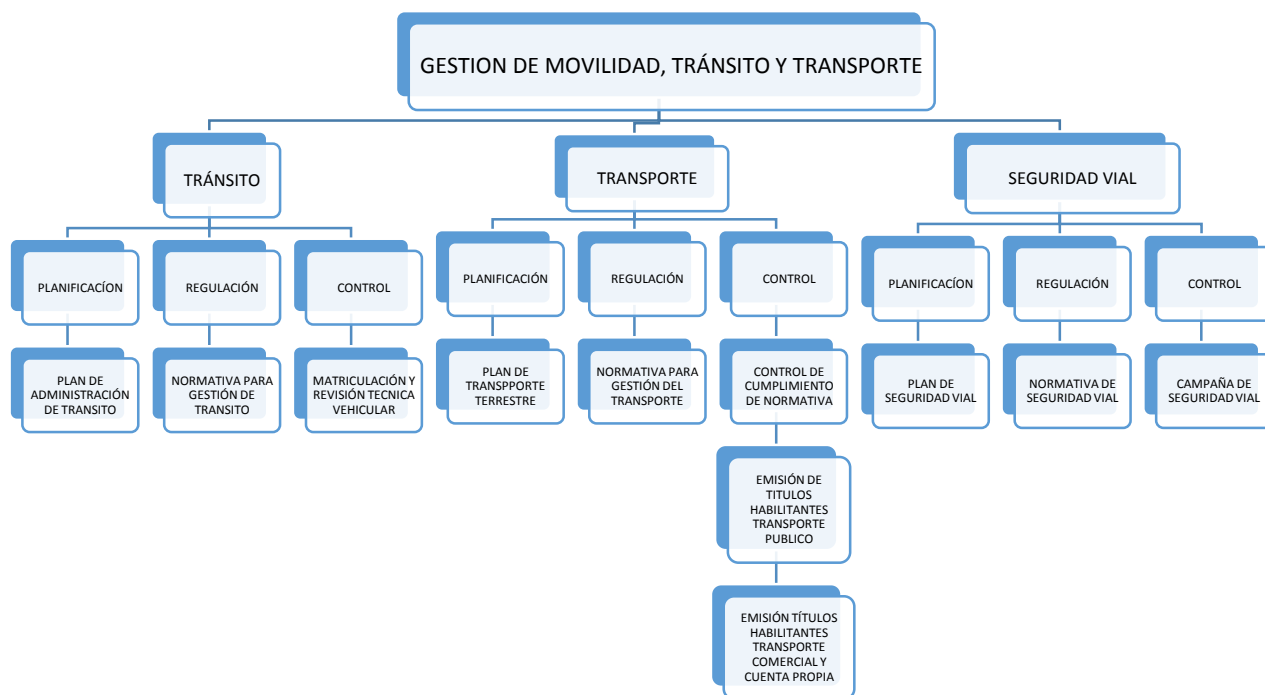 GESTION DE MOVILIDAD, TRÁNSITO Y TRANSPORTE
TRÁNSITO
TRANSPORTE
SEGURIDAD VIAL
PLANIFICACÍON
REGULACIÓN
CONTROL
PLANIFICACIÓN
REGULACIÓN
CONTROL
PLANIFICACÍON
REGULACIÓN
CONTROL
PLAN DE
ADMINISTRACIÓN
DE TRANSITO
NORMATIVA PARA
GESTIÓN DE
TRANSITO
MATRICULACIÓN Y
REVISIÓN TECNICA
VEHICULAR
PLAN DE
TRANSPPORTE
TERRESTRE
NORMATIVA PARA
GESTIÓN DEL
TRANSPORTE
CONTROL DE
CUMPLIMIENTO
DE NORMATIVA
PLAN DE
SEGURIDAD VIAL
NORMATIVA DE
SEGURIDAD VIAL
CAMPAÑA DE
SEGURIDAD VIAL
EMISIÓN DE
TITULOS
HABILITANTES
TRANSPORTE
PUBLICO
EMISIÓN TÍTULOS
HABILITANTES
TRANSPORTE
COMERCIAL Y
CUENTA PROPIA